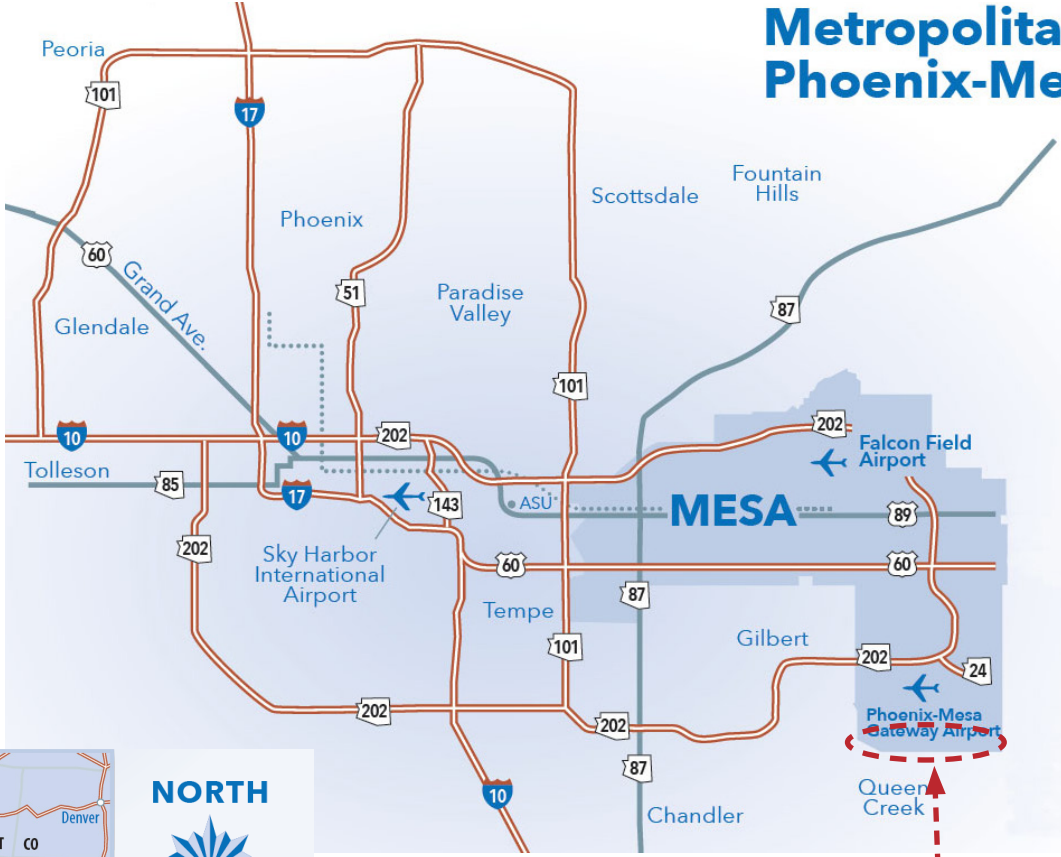 Metropolita
Phoenix-Me
Peoria
101
17
Fountain
Hills
Scottsdale
Phoenix
60
Grand Ave.
51
Paradise
Valley
87
Glendale
101
10
10
202
202
Falcon Field
Airport
Tolleson
85
17
143
ASU
MESA
89
202
Sky Harbor
International
Airport
60
60
87
Tempe
Gilbert
101
202
24
202
202
Phoenix-Mesa
Gateway Airport
87
10
Queen
Creek
Chandler
NORTH
Denver
T
CO